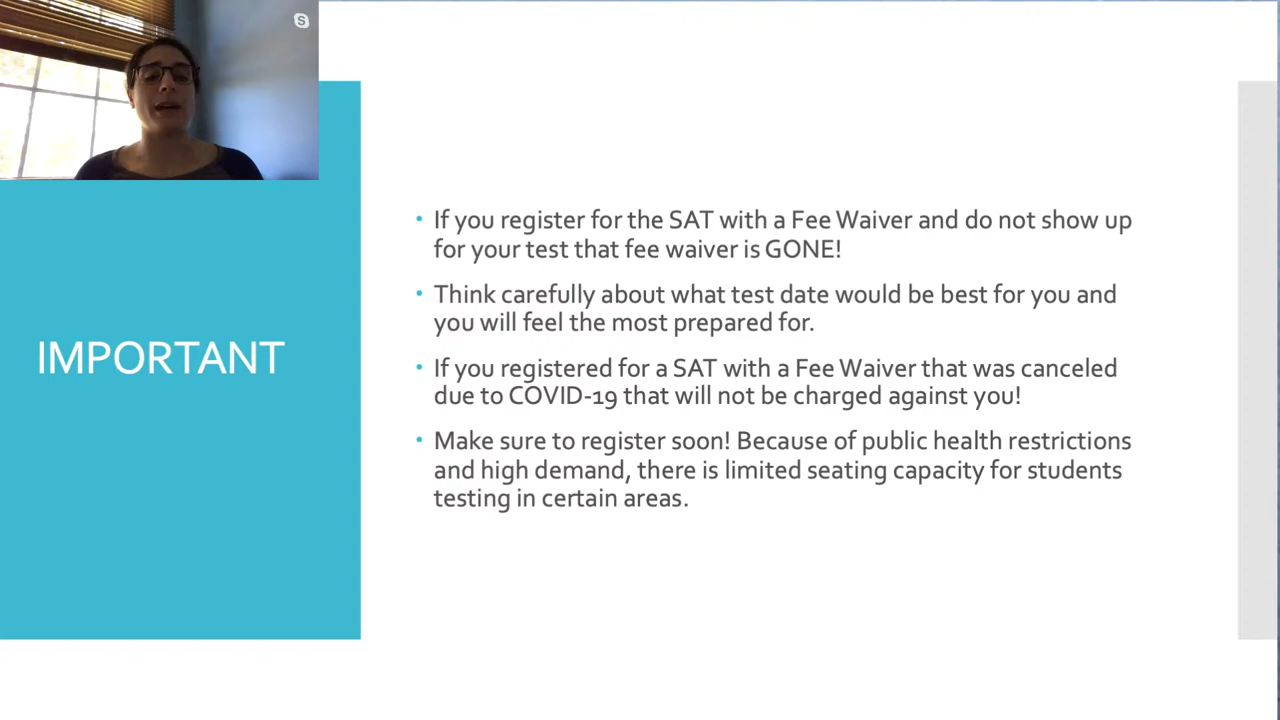 IMPORTANT
• If you register for the SAT with a Fee Waiver and do not show up
for your test that fee waiver is GONE!
• Think carefully about what test date would be best for you and
you will feel the most prepared for.
• If you registered for a SAT with a Fee Waiver that was canceled
due to COVID-19 that will not be charged against you!
• Make sure to register soon! Because of public health restrictions
and high demand, there is limited seating capacity for students
testing in certain areas.